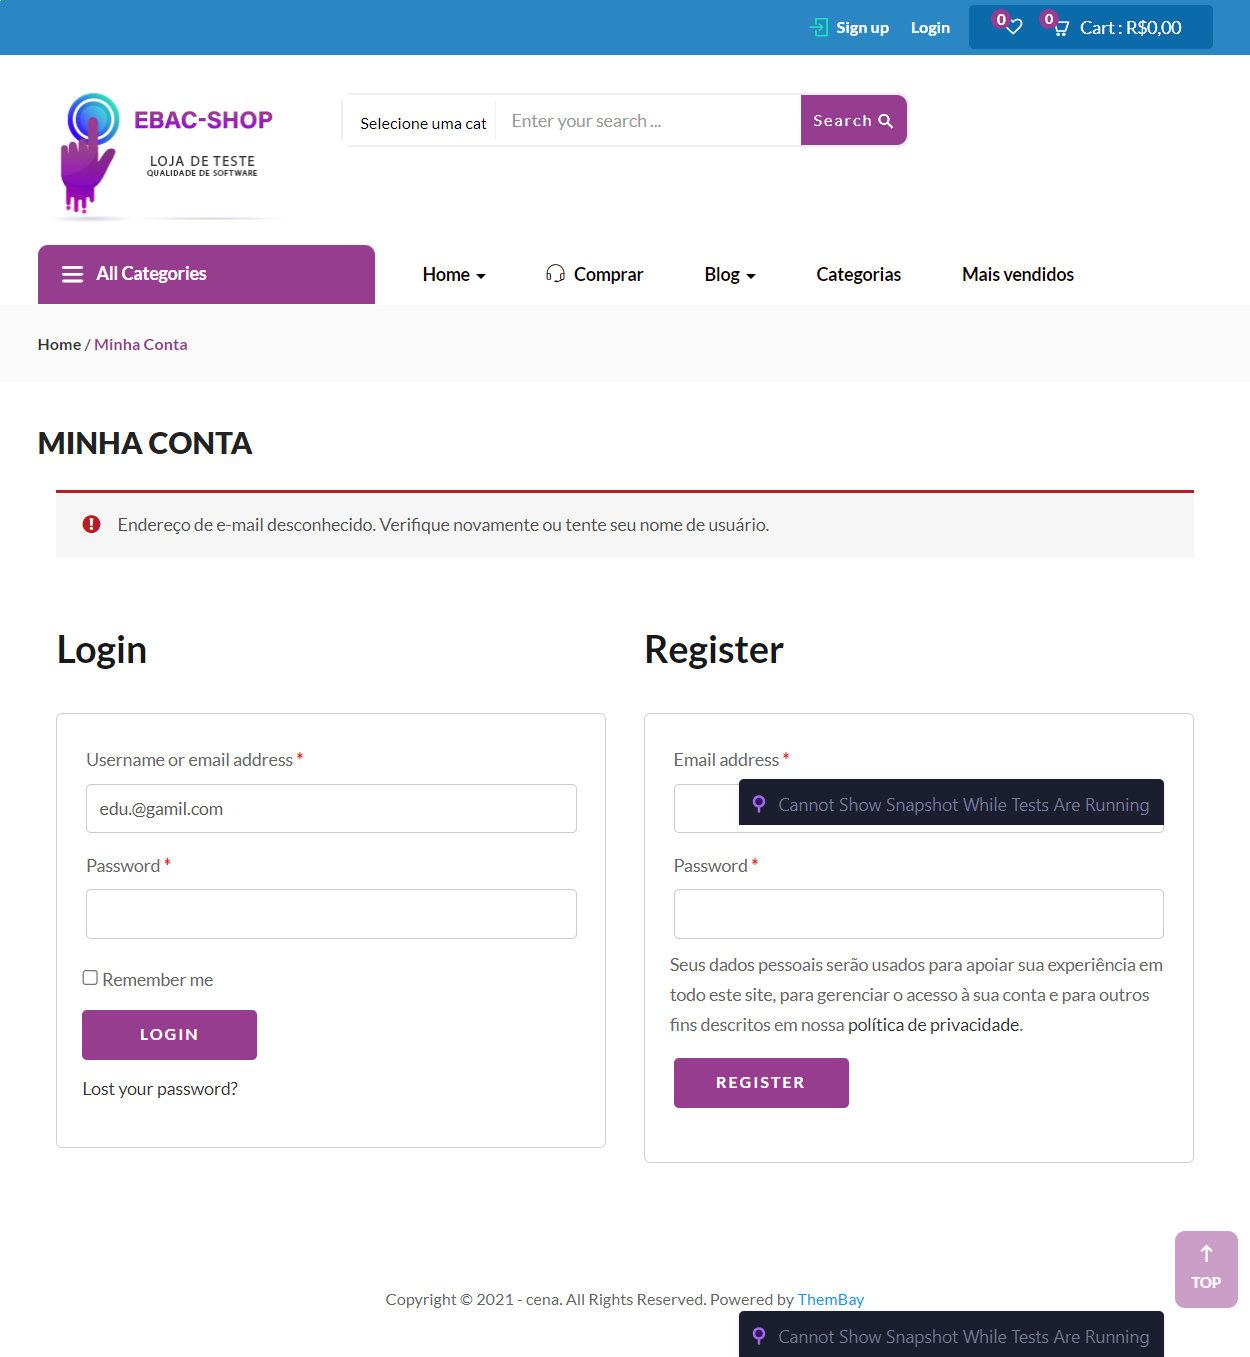 Sign up Login 0 0 Cart : R$0,00
EBAC-SHOP
LOJA DE TESTE
QUALIDADE DE SOFTWARE
Selecione uma cat Enter your search ... Search
All Categories Home Comprar Blog Categorias Mais vendidos
Home / Minha Conta
MINHA CONTA
Endereço de e-mail desconhecido. Verifique novamente ou tente seu nome de usuário.
Login
Username or email address *
edu.@gamil.com
Password *
Remember me
LOGIN
Lost your password?
Register
Email address *
Cannot Show Snapshot While Tests Are Running
Password *
Seus dados pessoais serão usados para apoiar sua experiência em
todo este site, para gerenciar o acesso à sua conta e para outros
fins descritos em nossa política de privacidade.
REGISTER
TOP
Copyright © 2021 - cena. All Rights Reserved. Powered by ThemBay
Cannot Show Snapshot While Tests Are Running